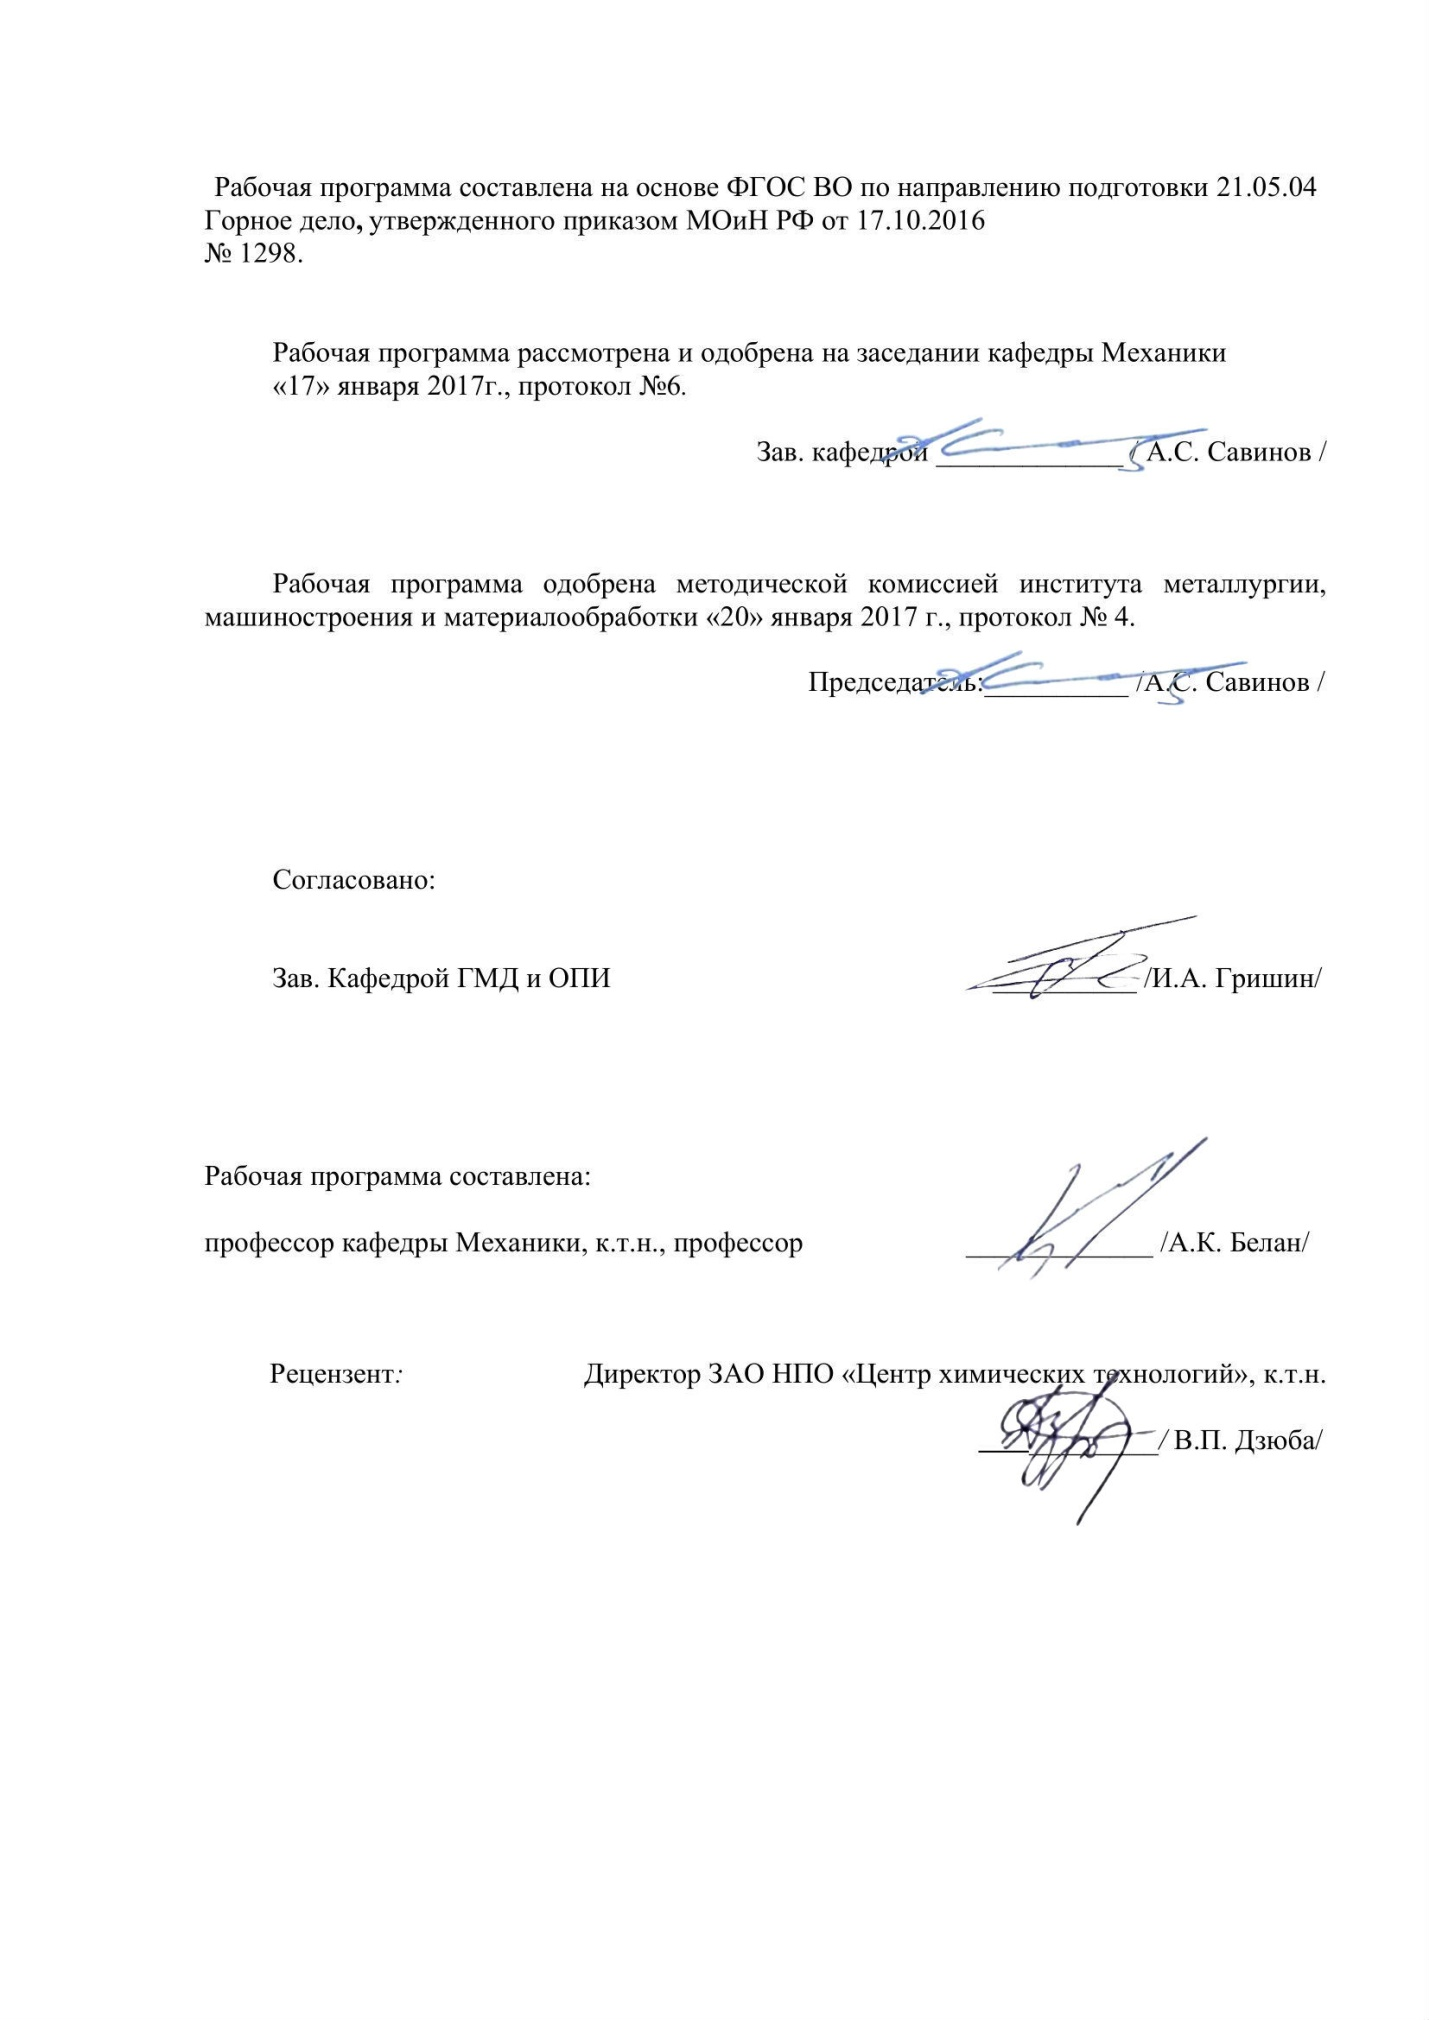 Рабочая программа составлена на основе ФГОС ВО по направлению подготовки 21.05.04
Горное дело, утвержденного приказом МОиН РФ от 17.10.2016
№ 1298.
Рабочая программа рассмотрена и одобрена на заседании кафедры Механики
«17» января 2017г., протокол №6.
Зав. кафедрой _____________ / А.С. Савинов /
Рабочая программа одобрена методической комиссией института металлургии,
машиностроения и материалообработки «20» января 2017 г., протокол № 4.
Председатель:__________ /А.С. Савинов /
Согласовано:
Зав. Кафедрой ГМД и ОПИ __________ /И.А. Гришин/
Рабочая программа составлена:
профессор кафедры Механики, к.т.н., профессор _____________ /А.К. Белан/
Рецензент: Директор ЗАО НПО «Центр химических технологий», к.т.н.
____________/ В.П. Дзюба/